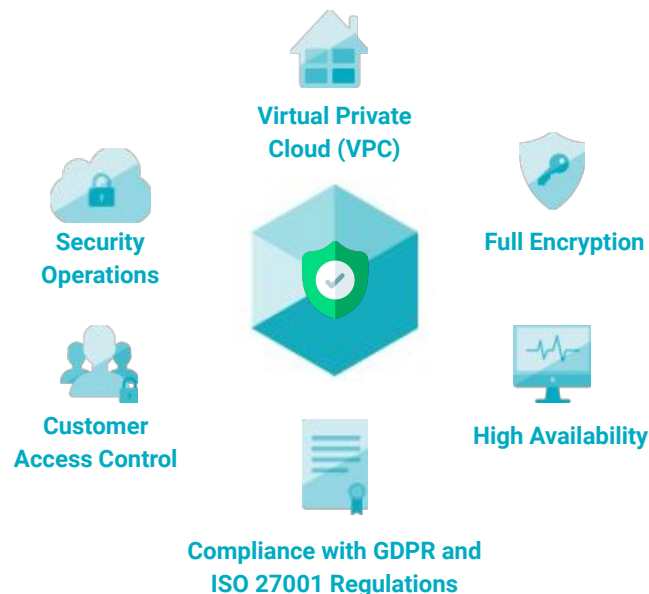 Virtual Private
Cloud (VPC)
Security
Operations
Full Encryption
Customer
Access Control
High Availability
Compliance with GDPR and
ISO 27001 Regulations